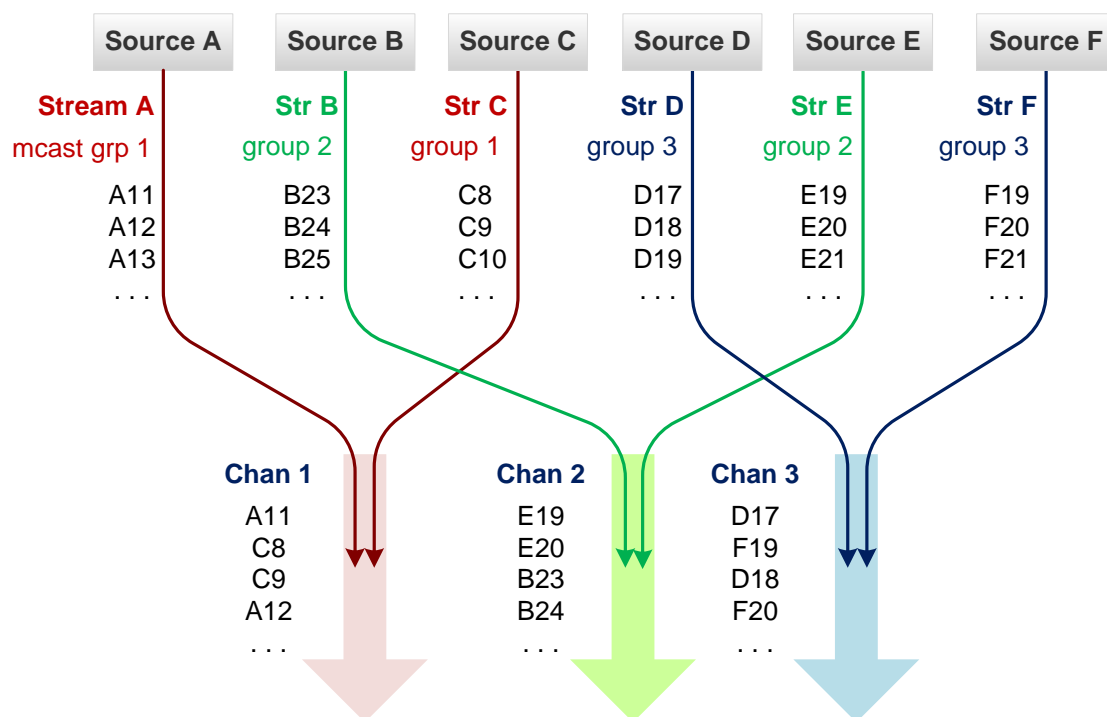 Source A
Source B
Source C
Source D
Source E
Source F
Stream A
mcast grp 1
A11
A12
A13
. . .
Str B
group 2
B23
B24
B25
. . .
Str C
group 1
C8
C9
C10
. . .
Str D
group 3
D17
D18
D19
. . .
Str E
group 2
E19
E20
E21
. . .
Str F
group 3
F19
F20
F21
. . .
Chan 1
A11
C8
C9
A12
. . .
Chan 2
E19
E20
B23
B24
. . .
Chan 3
D17
F19
D18
F20
. . .